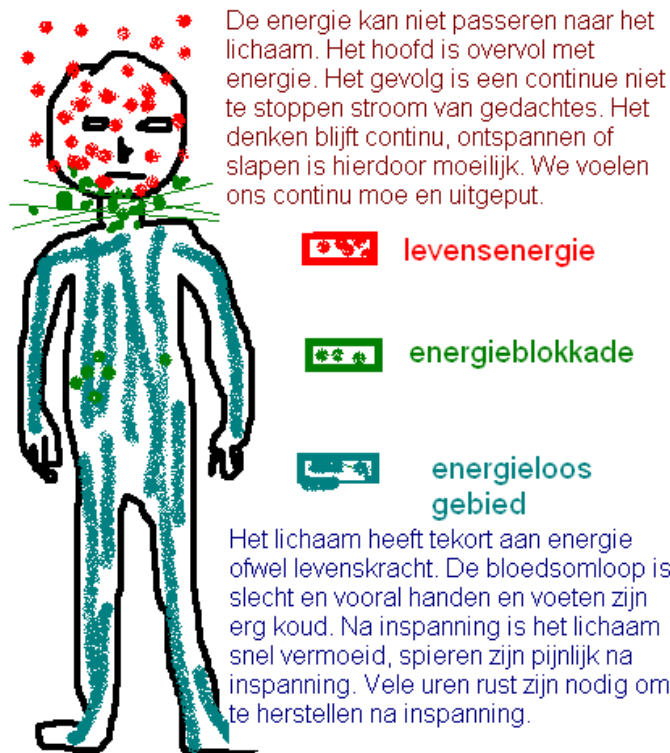 De energie kan niet passeren naar het
lichaam. Het hoofd is overvol met
energie. Het gevolg is een continue niet
te stoppen stroom van gedachtes. Het
denken blijft continu, ontspannen of
slapen is hierdoor moeilijk. We voelen
ons continu moe en uitgeput.
levensenergie
energieblokkade
energieloos
gebied
Het lichaam heeft tekort aan energie
ofwel levenskracht. De bloedsomloop is
slecht en vooral handen en voeten zijn
erg koud. Na inspanning is het lichaam
snel vermoeid, spieren zijn pijnlijk na
inspanning. Vele uren rust zijn nodig om
te herstellen na inspanning.